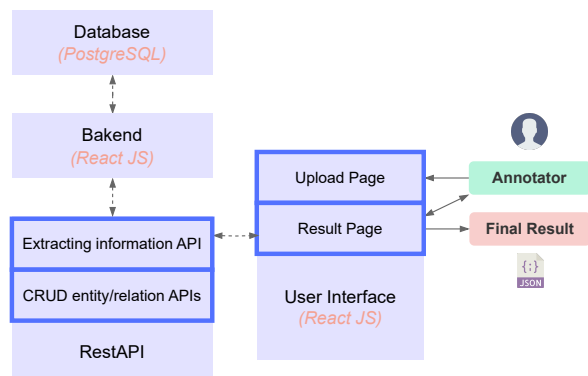 Database
(PostgreSQL)
Bakend
(React JS)
Extracting information API
CRUD entity/relation APIs
RestAPI
Upload Page
Result Page
User Interface
(React JS)
Annotator
Final Result
{;}
JSON